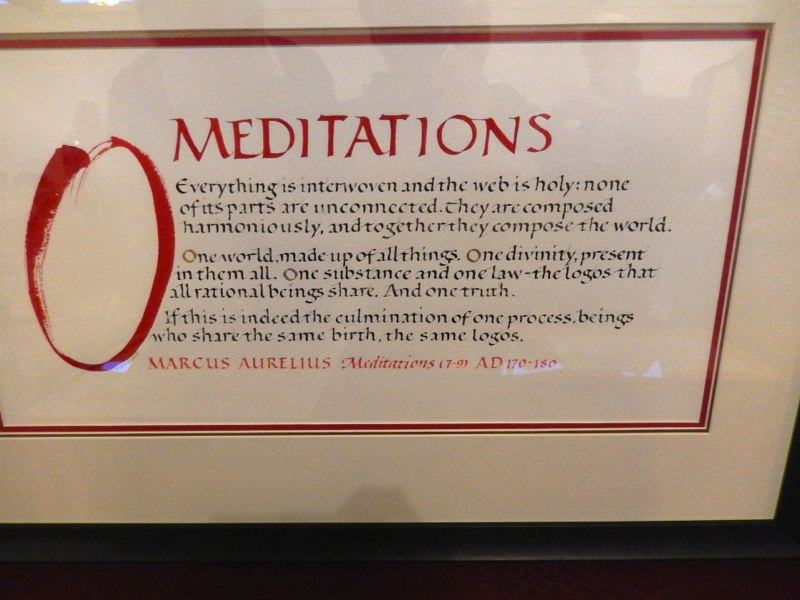 MEDITATIONS
Everything is interwoven and the web is holy: none
of its parts are unconnected. They are composed
harmoniously, and together they compose the world.
One world, made up of all things. One divinity, present
in them all. One substance and one law - the logos that
all rational beings share. And one truth.
If this is indeed the culmination of one process, beings
who share the same birth, the same logos.
MARCUS AURELIUS Meditations (7-9) AD 170-180